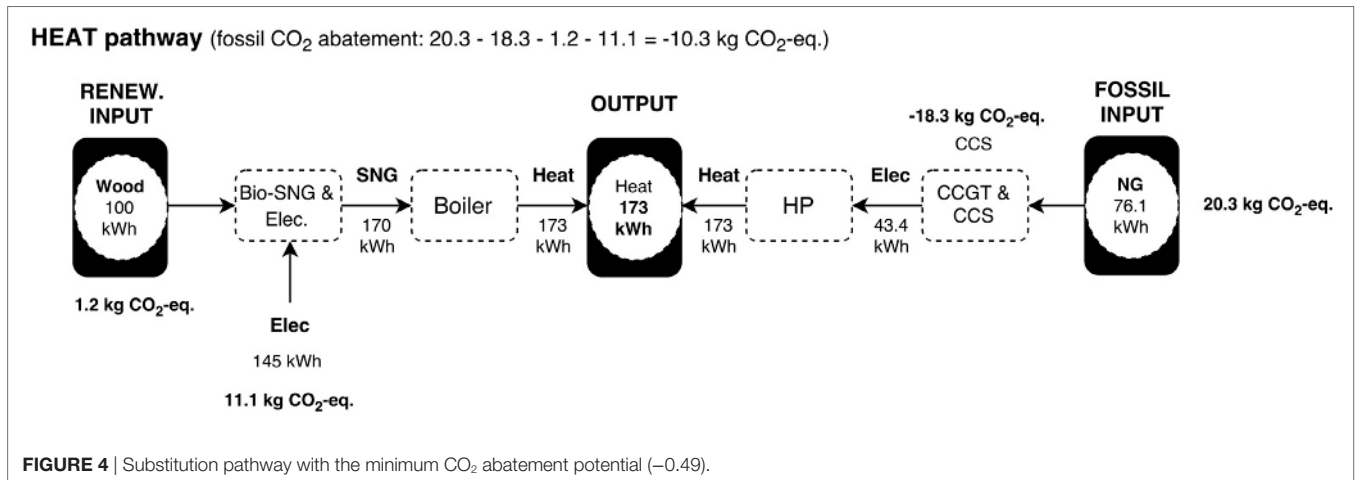 HEAT pathway (fossil CO2 abatement: 20.3 - 18.3 - 1.2 - 11.1 = -10.3 kg CO2-eq.)
RENEW.
INPUT
Wood
100
kWh
1.2 kg CO2-eq.
Bio-SNG &
Elec.
Elec
145 kWh
11.1 kg CO2-eq.
SNG
170
kWh
Boiler
Heat
173
kWh
OUTPUT
Heat
173
kWh
Heat
173
kWh
HP
Elec
43.4
kWh
-18.3 kg CO2-eq.
CCS
CCGT &
CCS
FOSSIL
INPUT
NG
76.1
kWh
20.3 kg CO2-eq.
FIGURE 4 | Substitution pathway with the minimum CO2 abatement potential (−0.49).